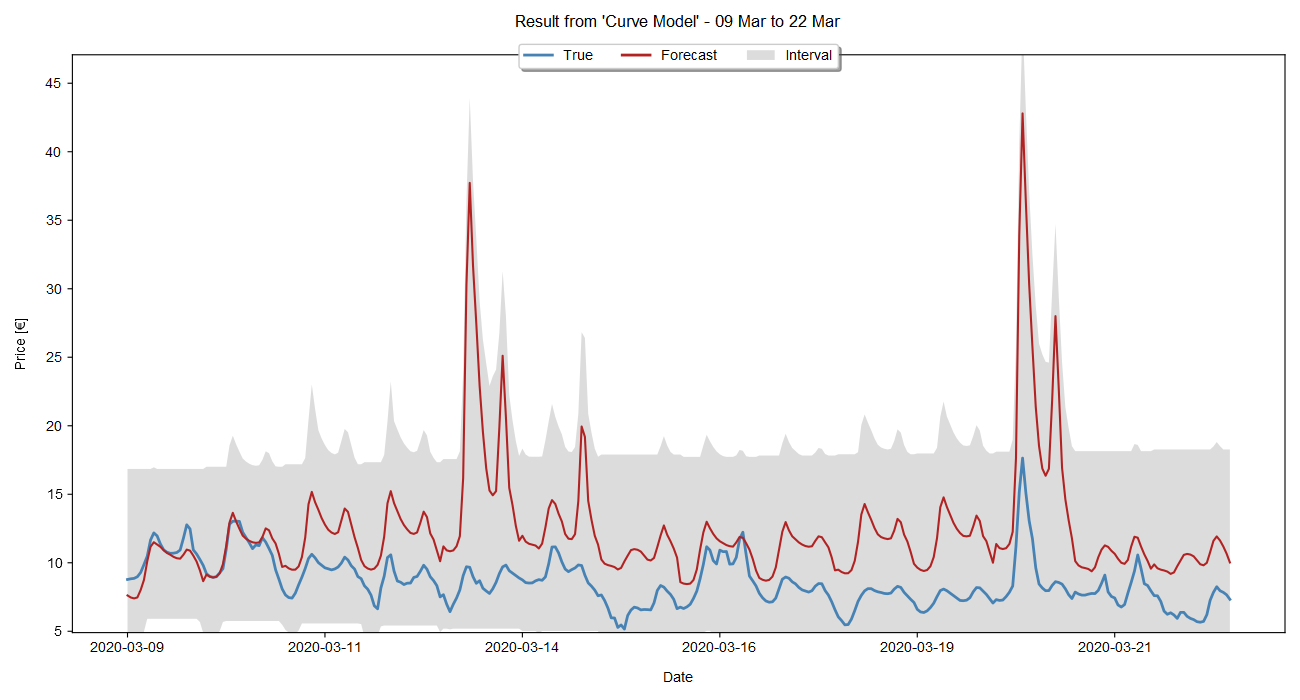 Result from 'Curve Model' - 09 Mar to 22 Mar
True Forecast Interval
45
40
35
30
25
20
15
10
5
Price [€]
2020-03-09 2020-03-11 2020-03-14 2020-03-16 2020-03-19 2020-03-21
Date